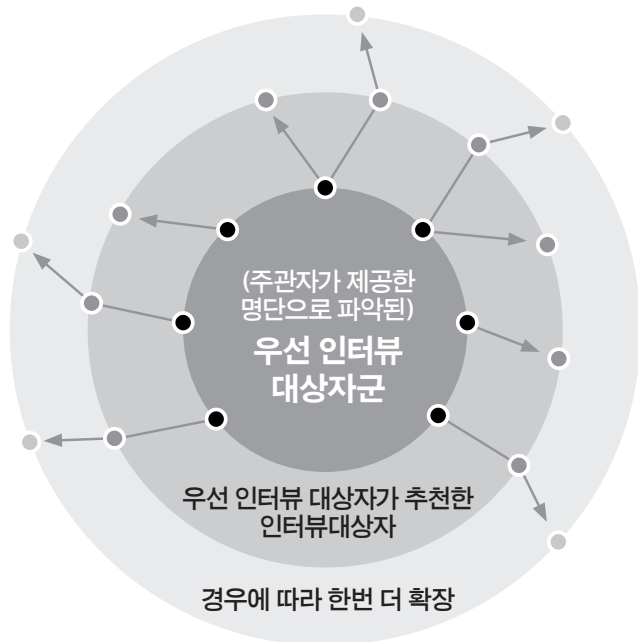 (주관자가 제공한
명단으로 파악된)
우선 인터뷰
대상자군
우선 인터뷰 대상자가 추천한
인터뷰대상자
경우에 따라 한번 더 확장